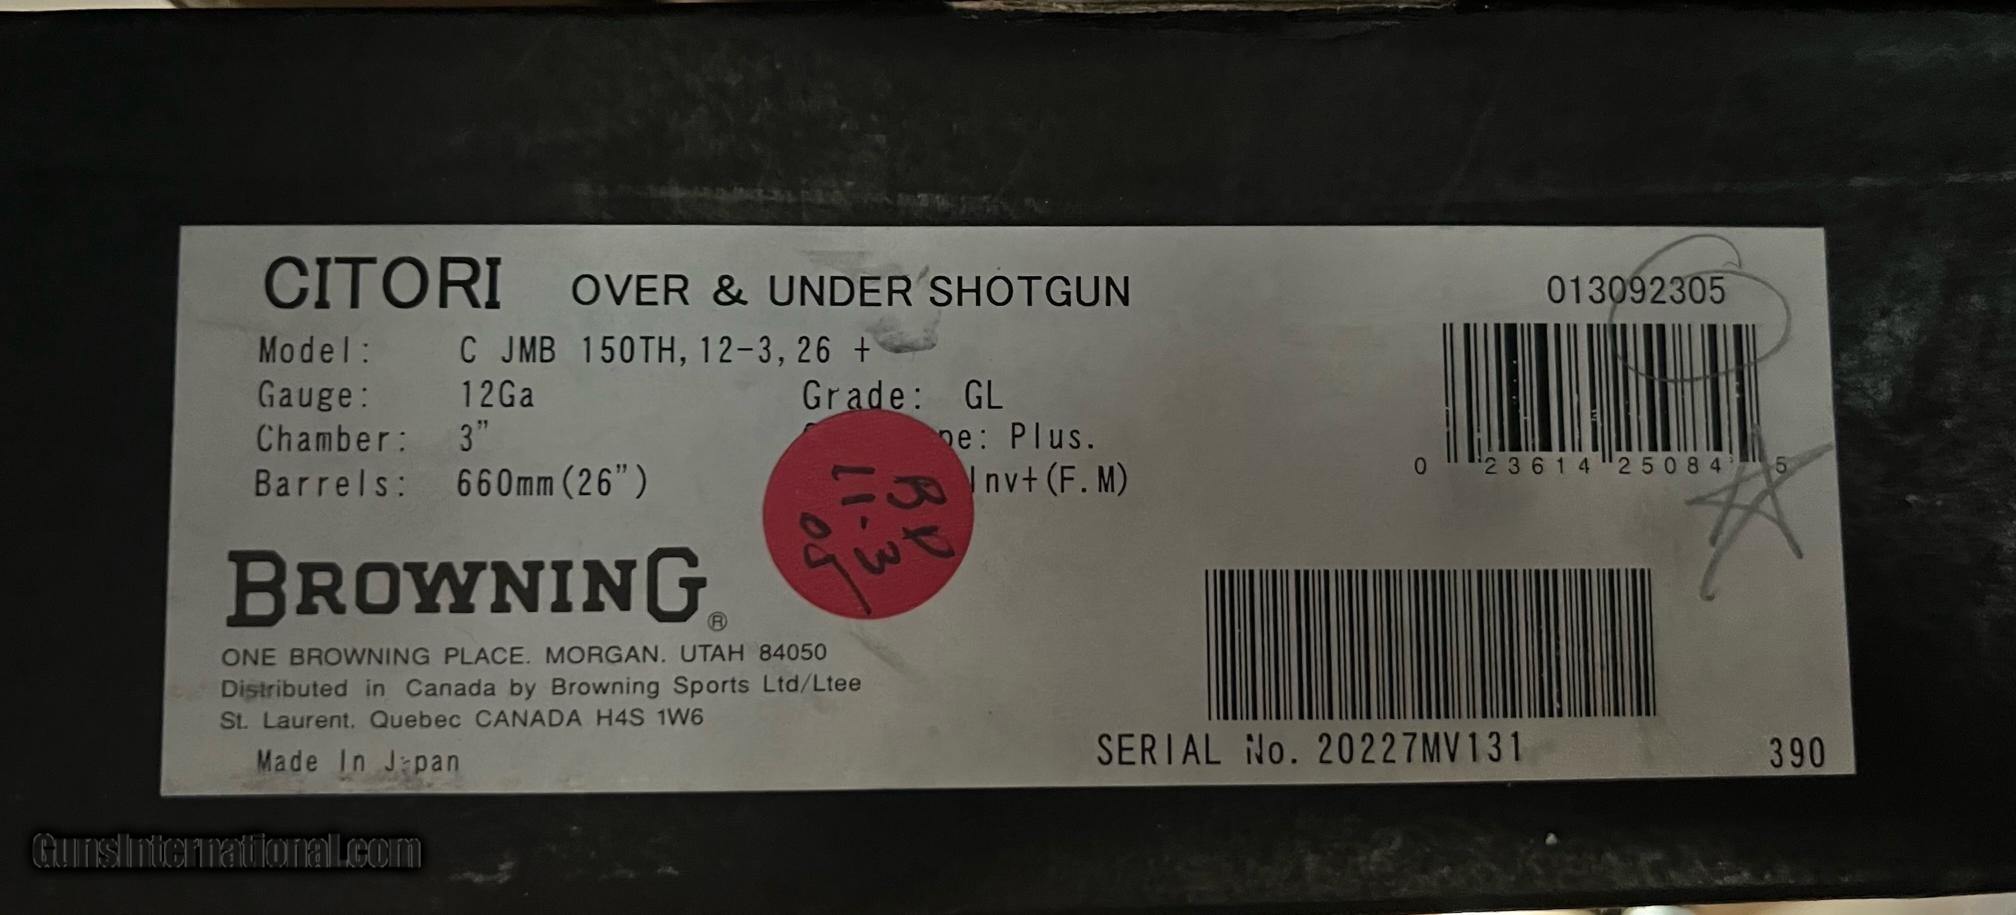 CITORI OVER & UNDER SHOTGUN
013092305
Model: C JMB 150TH, 12-3, 26 +
Gauge: 12Ga Grade: GL
Chamber: 3" pe: Plus.
Barrels: 660mm(26") Inv+(F.M)
0 23614 25084 5
11-3
BROWNING®
ONE BROWNING PLACE. MORGAN. UTAH 84050
Distributed in Canada by Browning Sports Ltd/Ltee
St. Laurent. Quebec CANADA H4S 1W6
Made In Japan
SERIAL No. 20227MV131
390
GunsInternational.com